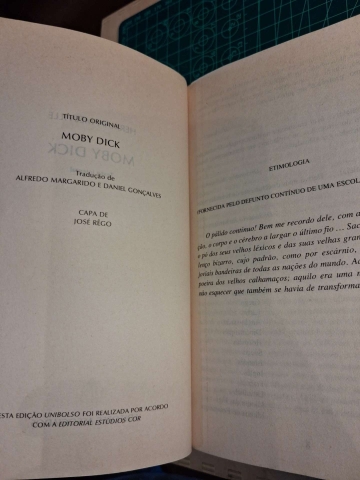 TÍTULO ORIGINAL
MOBY DICK
Tradução de
ALFREDO MARGARIDO E DANIEL GONÇALVES
CAPA DE
JOSÉ RÊGO
ESTA EDIÇÃO UNIBOLSO FOI REALIZADA POR ACORDO
COM A EDITORIAL ESTÚDIOS COR
ETIMOLOGIA
(FORNECIDA PELO DEFUNTO CONTÍNUO DE UMA ESCOL
O pálido contínuo! Bem me recordo dele, com a
ção, o corpo e o cérebro a largar o último fio ... Sac
o pó dos seus velhos léxicos e das suas velhas gran
lenço bizarro, cujo padrão, como por escárnio,
joriais bandeiras de todas as nações do mundo. Ac
poeira dos velhos calhamaços; aquilo era uma n
não esquecer que também se havia de transforma